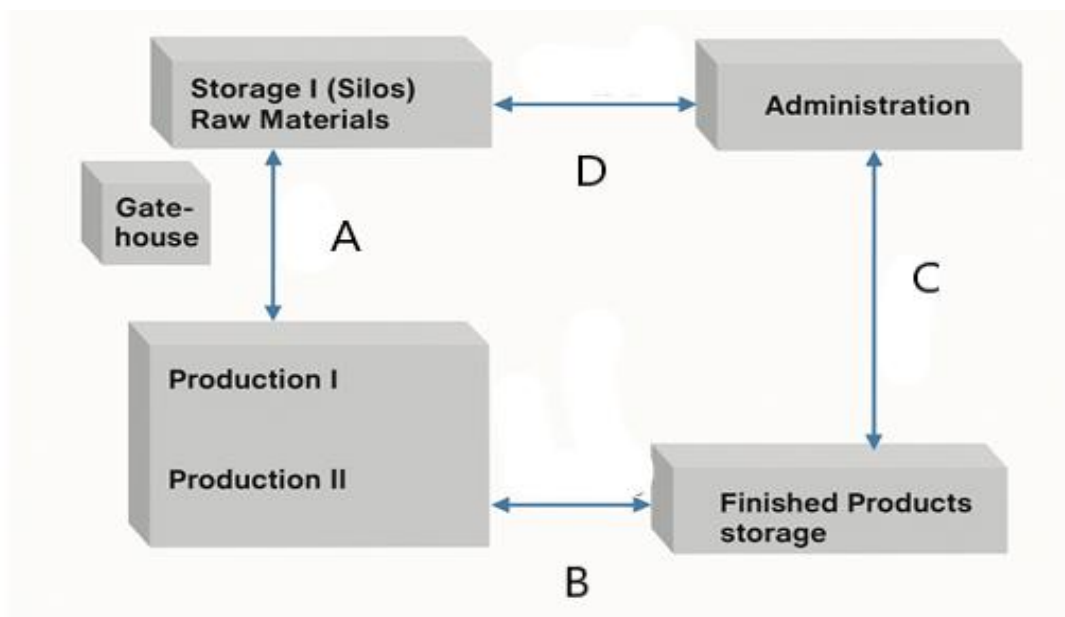 Storage I (Silos)
Raw Materials
Administration
D
Gate-
house
A
C
Production I
Production II
Finished Products
storage
B